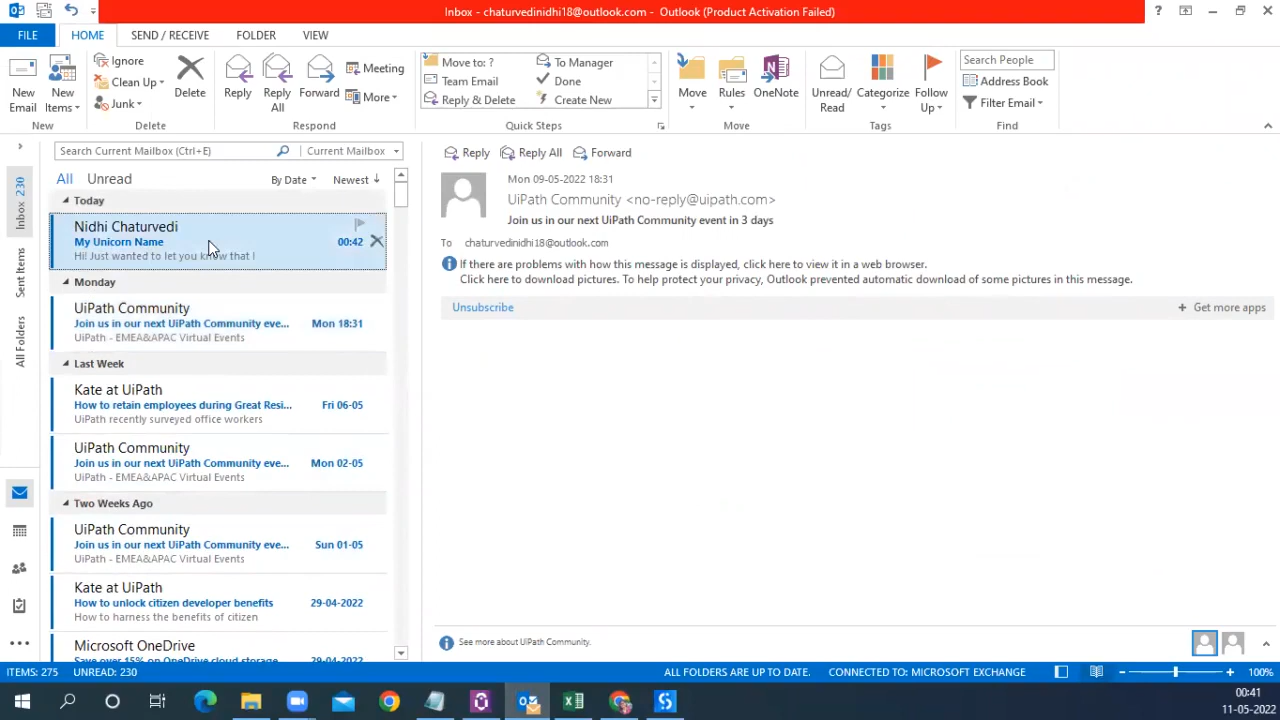 Inbox - chaturvedinidhi18@outlook.com - Outlook (Product Activation Failed)
?
FILE HOME SEND / RECEIVE FOLDER VIEW
New Email
New Items
New
Ignore
Clean Up
Junk
Delete
Delete
Reply
Reply All
Forward
Meeting
More
Respond
Move to: ?
Team Email
Reply & Delete
To Manager
Done
Create New
Quick Steps
Move
Rules
OneNote
Move
Unread/ Read
Categorize
Follow Up
Tags
Search People
Address Book
Filter Email
Find
Inbox 230
Sent Items
All Folders
Search Current Mailbox (Ctrl+E)
Current Mailbox
All Unread
By Date Newest
Today
Nidhi Chaturvedi
My Unicorn Name 00:42
Hi! Just wanted to let you know that I
Monday
UiPath Community
Join us in our next UiPath Community eve... Mon 18:31
UiPath - EMEA&APAC Virtual Events
Last Week
Kate at UiPath
How to retain employees during Great Resi... Fri 06-05
UiPath recently surveyed office workers
UiPath Community
Join us in our next UiPath Community eve... Mon 02-05
UiPath - EMEA&APAC Virtual Events
Two Weeks Ago
UiPath Community
Join us in our next UiPath Community eve... Sun 01-05
UiPath - EMEA&APAC Virtual Events
Kate at UiPath
How to unlock citizen developer benefits 29-04-2022
How to harness the benefits of citizen
Microsoft OneDrive
Save over 15% on OneDrive cloud storage 29-04-2022
Reply Reply All Forward
Mon 09-05-2022 18:31
UiPath Community <no-reply@uipath.com>
Join us in our next UiPath Community event in 3 days
To chaturvedinidhi18@outlook.com
If there are problems with how this message is displayed, click here to view it in a web browser.
Click here to download pictures. To help protect your privacy, Outlook prevented automatic download of some pictures in this message.
Unsubscribe + Get more apps
See more about UiPath Community.
ITEMS: 275 UNREAD: 230 ALL FOLDERS ARE UP TO DATE. CONNECTED TO: MICROSOFT EXCHANGE 100%
00:41
11-05-2022